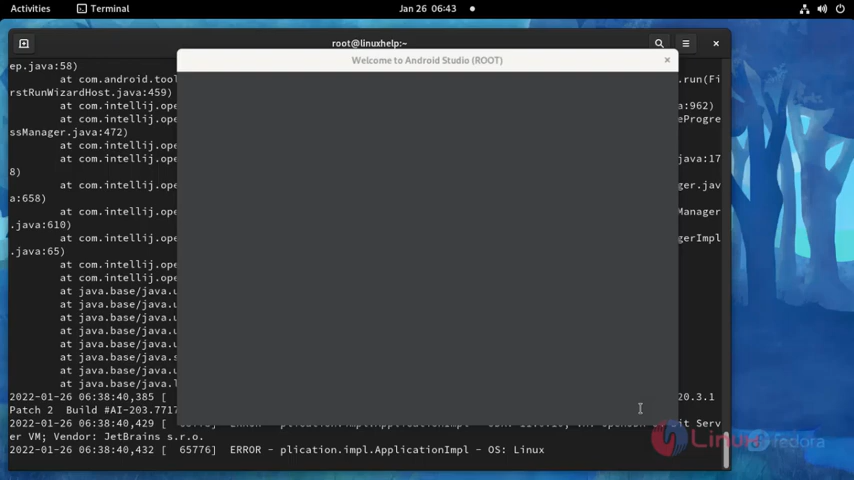 Activities
Terminal
Jan 26 06:43
root@linuxhelp:~
Welcome to Android Studio (ROOT)
ep.java:58)
at com.android.tool
.run(Fi
rstRunWizardHost.java:459)
at com.intellij.ope
a:962)
at com.intellij.ope
eProgre
ssManager.java:472)
at com.intellij.ope
at com.intellij.ope
java:17
8)
at com.intellij.ope
ger.jav
a:658)
at com.intellij.ope
Manager
.java:610)
at com.intellij.ope
gerImpl
.java:65)
at com.intellij.ope
at com.intellij.ope
at java.base/java.u
at java.base/java.u
at java.base/java.u
at java.base/java.u
at java.base/java.u
at java.base/java.s
at java.base/java.u
at java.base/java.l
2022-01-26 06:38:40,385 [
20.3.1
Patch 2 Build #AI-203.7717
2022-01-26 06:38:40,429 [
Serv
er VM; Vendor: JetBrains s.r.o.
2022-01-26 06:38:40,432 [ 65776] ERROR - plication.impl.ApplicationImpl - OS: Linux
fedora